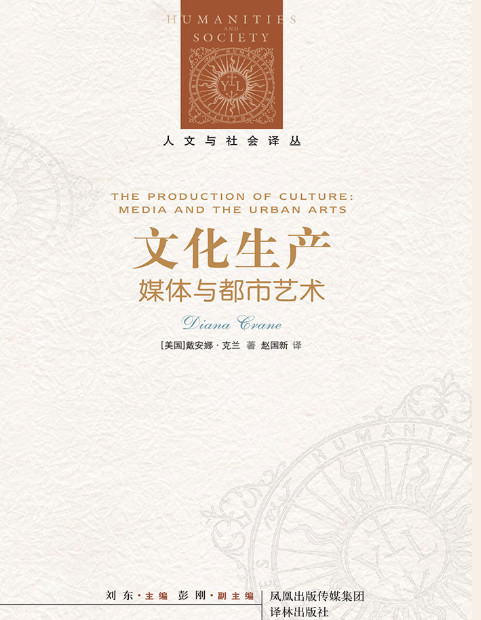 HUMANITIES
AND
SOCIETY
YL
人文与社会译丛
THE PRODUCTION OF CULTURE:
MEDIA AND THE URBAN ARTS
文化生产
媒体与都市艺术
Diana Crane
[美国]戴安娜·克兰 著 赵国新 译
HUMANIT
YL
刘 东·主编 彭 刚·副主编
凤凰出版传媒集团
译林出版社